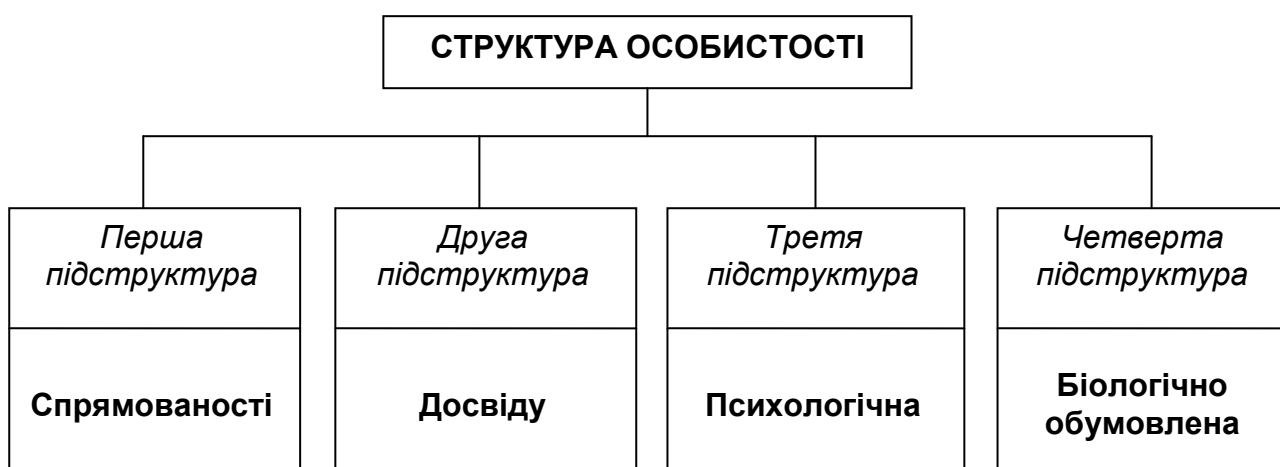 СТРУКТУРА ОСОБИСТОСТІ
Перша
підструктура
Спрямованості
Друга
підструктура
Досвіду
Третя
підструктура
Психологічна
Четверта
підструктура
Біологічно
обумовлена